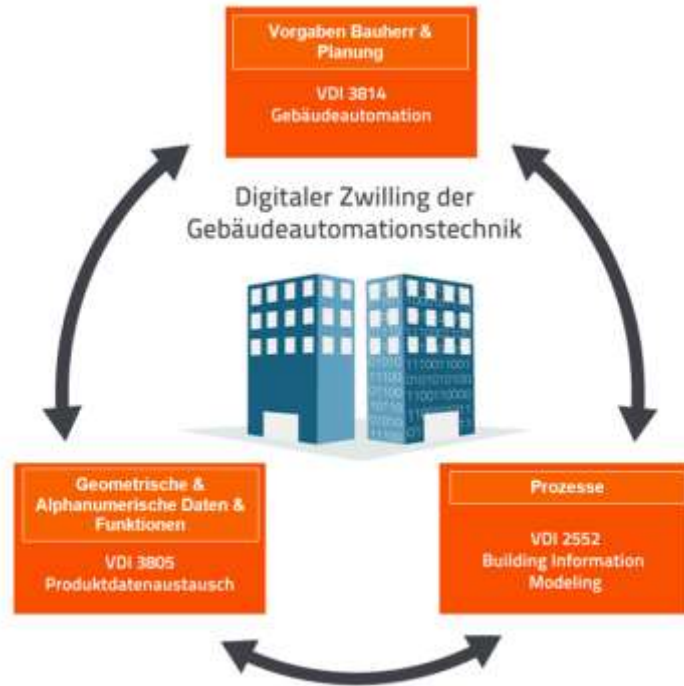 Vorgaben Bauherr &
Planung
VDI 3814
Gebäudeautomation
Digitaler Zwilling der
Gebäudeautomationstechnik
Geometrische &
Alphanumerische Daten &
Funktionen
VDI 3805
Produktdatenaustausch
Prozesse
VDI 2552
Building Information
Modeling